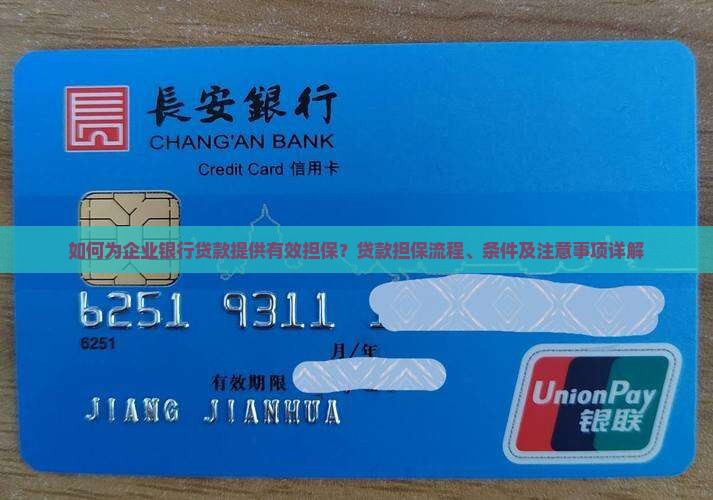 長安銀行
CHANG'AN BANK
Credit Card 信用卡
如何为企业银行贷款提供有效担保？贷款担保流程、条件及注意事项详解
6251 9311 1
6251
月/年
有效期限
JIANG JIANHUA
UnionPay
银联